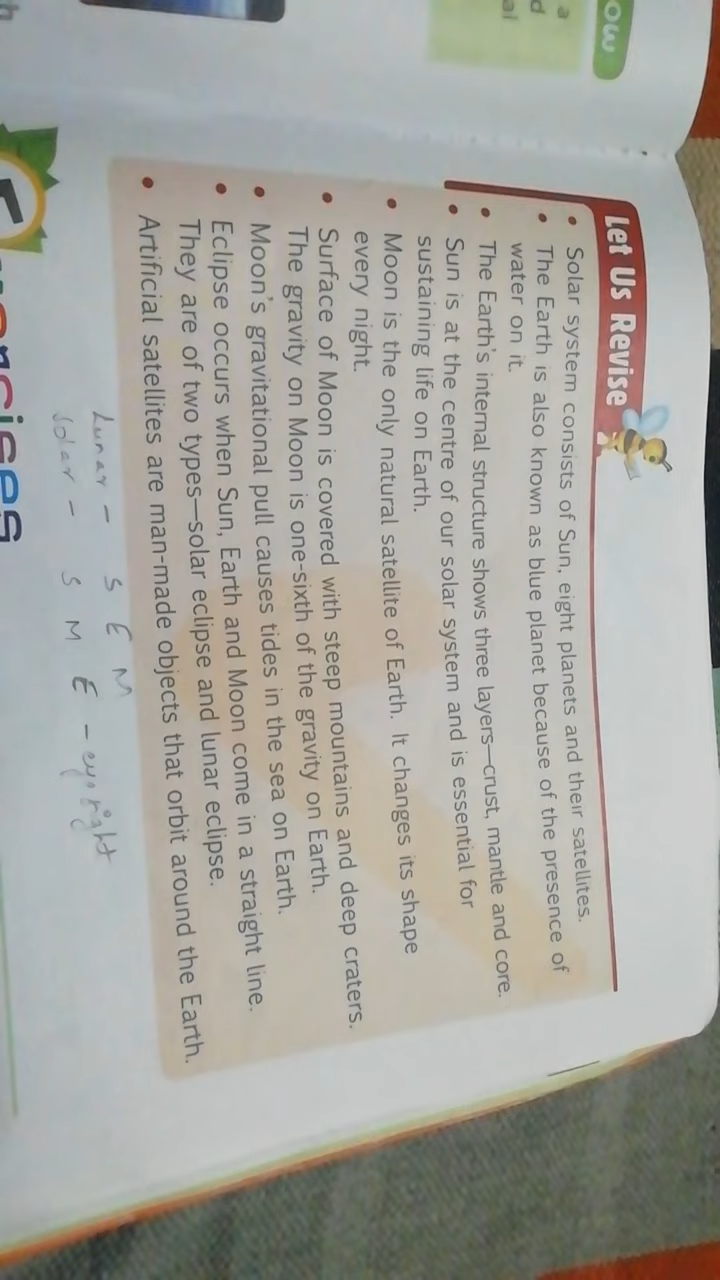 ow
a
d
al
Let Us Revise
• Solar system consists of Sun, eight planets and their satellites.
• The Earth is also known as blue planet because of the presence of
water on it.
• The Earth's internal structure shows three layers—crust, mantle and core.
• Sun is at the centre of our solar system and is essential for
sustaining life on Earth.
• Moon is the only natural satellite of Earth. It changes its shape
every night.
• Surface of Moon is covered with steep mountains and deep craters.
The gravity on Moon is one-sixth of the gravity on Earth.
• Moon's gravitational pull causes tides in the sea on Earth.
• Eclipse occurs when Sun, Earth and Moon come in a straight line.
They are of two types—solar eclipse and lunar eclipse.
• Artificial satellites are man-made objects that orbit around the Earth.
Lunar - S E M
Solar - S M E - eyesight
Exercises